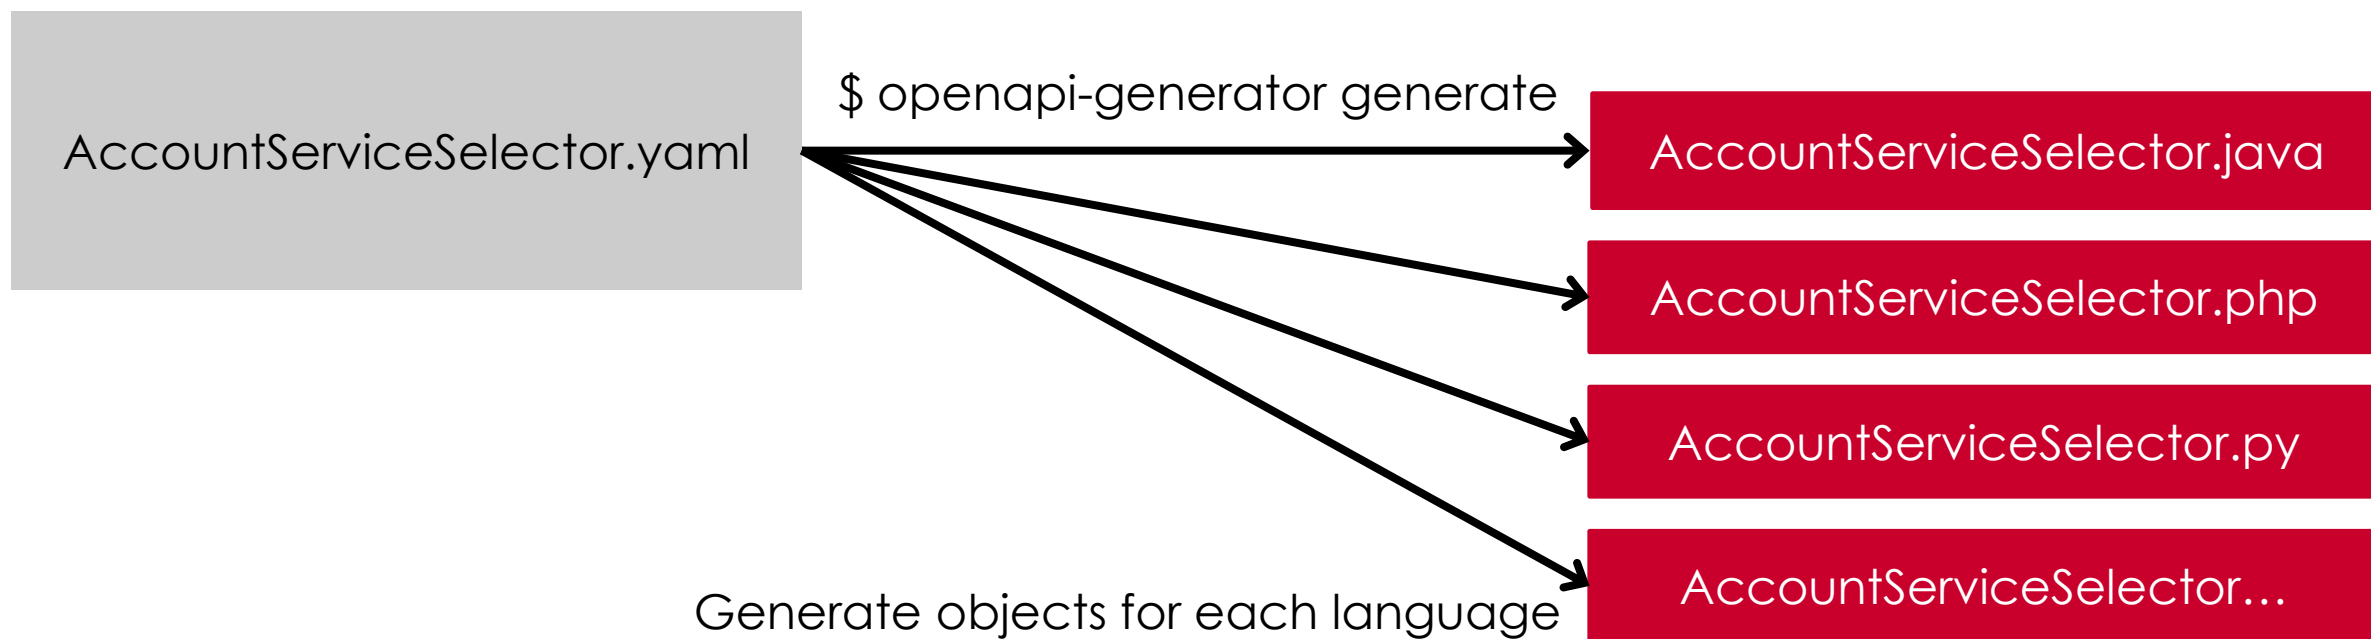 AccountServiceSelector.yaml
$ openapi-generator generate
AccountServiceSelector.java
AccountServiceSelector.php
AccountServiceSelector.py
AccountServiceSelector...
Generate objects for each language